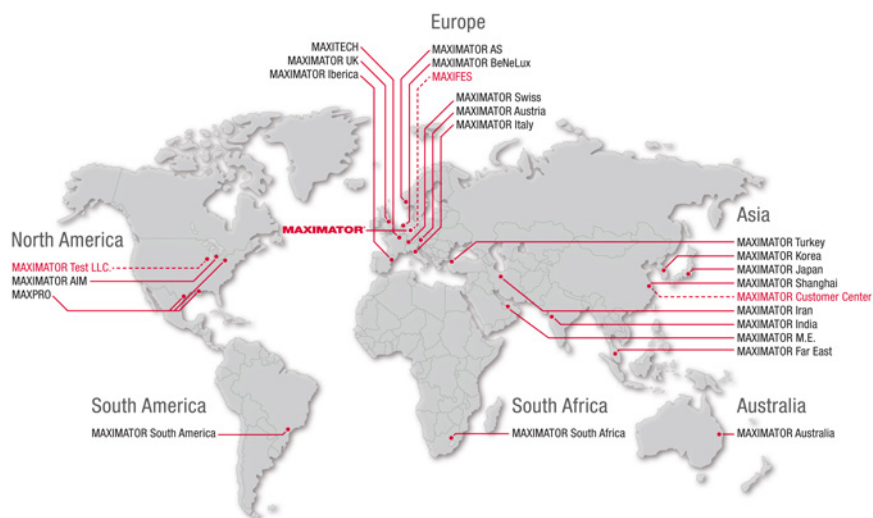 Europe
MAXITECH
MAXIMATOR UK
MAXIMATOR Iberica
MAXIMATOR AS
MAXIMATOR BeNeLux
MAXIFES
MAXIMATOR Swiss
MAXIMATOR Austria
MAXIMATOR Italy
MAXIMATOR
North America
MAXIMATOR Test LLC.
MAXIMATOR AIM
MAXPRO
Asia
MAXIMATOR Turkey
MAXIMATOR Korea
MAXIMATOR Japan
MAXIMATOR Shanghai
MAXIMATOR Customer Center
MAXIMATOR Iran
MAXIMATOR India
MAXIMATOR M.E.
MAXIMATOR Far East
South America
MAXIMATOR South America
South Africa
MAXIMATOR South Africa
Australia
MAXIMATOR Australia